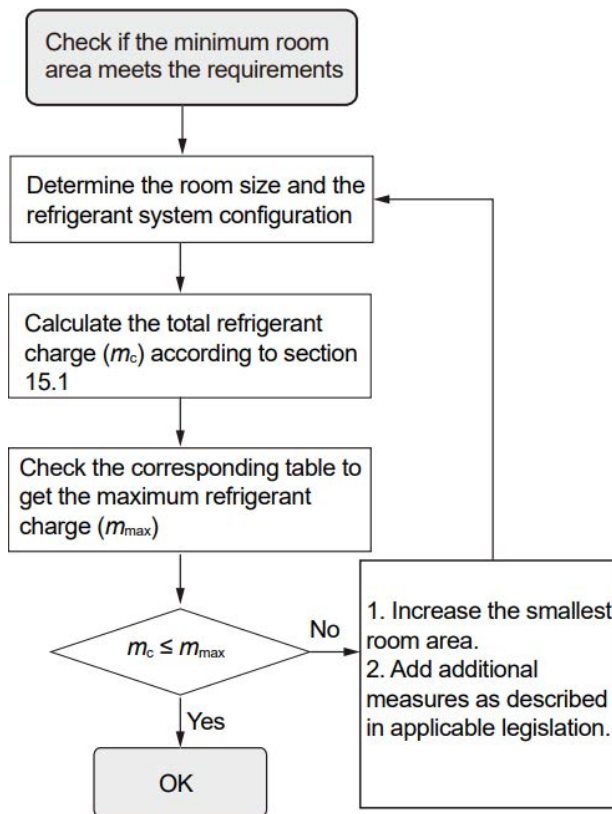 Check if the minimum room
area meets the requirements
Determine the room size and the
refrigerant system configuration
Calculate the total refrigerant
charge (mc) according to section
15.1
Check the corresponding table to
get the maximum refrigerant
charge (mmax)
mc ≤ mmax
No
1. Increase the smallest
room area.
2. Add additional
measures as described
in applicable legislation.
Yes
OK